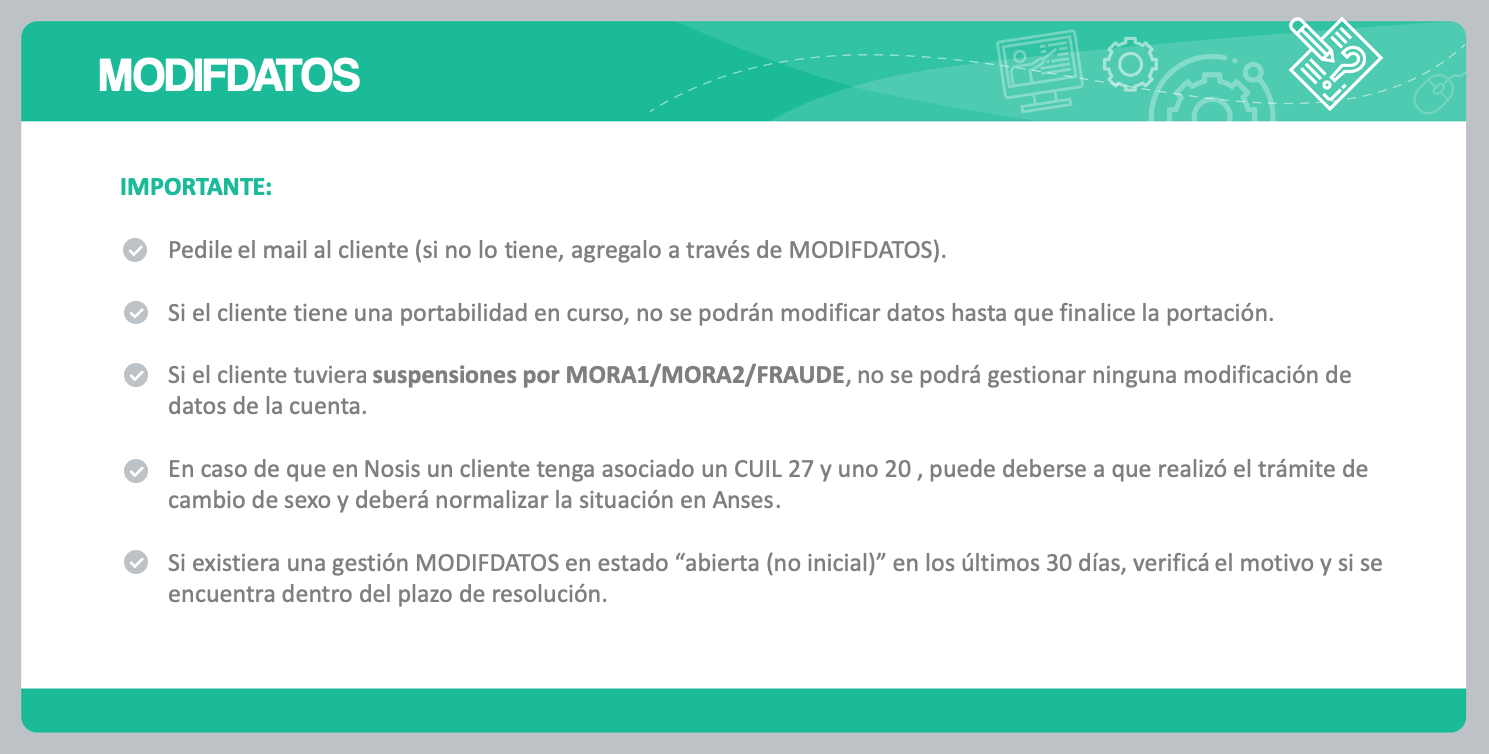 MODIFDATOS
IMPORTANTE:
Pedile el mail al cliente (si no lo tiene, agregalo a través de MODIFDATOS).
Si el cliente tiene una portabilidad en curso, no se podrán modificar datos hasta que finalice la portación.
Si el cliente tuviera suspensiones por MORA1/MORA2/FRAUDE, no se podrá gestionar ninguna modificación de
datos de la cuenta.
En caso de que en Nosis un cliente tenga asociado un CUIL 27 y uno 20 , puede deberse a que realizó el trámite de
cambio de sexo y deberá normalizar la situación en Anses.
Si existiera una gestión MODIFDATOS en estado “abierta (no inicial)” en los últimos 30 días, verificá el motivo y si se
encuentra dentro del plazo de resolución.